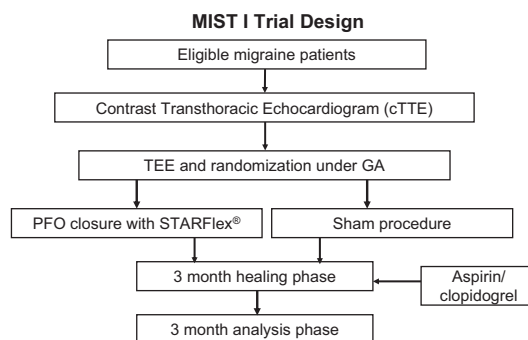 MIST I Trial Design
Eligible migraine patients
Contrast Transthoracic Echocardiogram (cTTE)
TEE and randomization under GA
PFO closure with STARFlex®
Sham procedure
3 month healing phase
Aspirin/
clopidogrel
3 month analysis phase